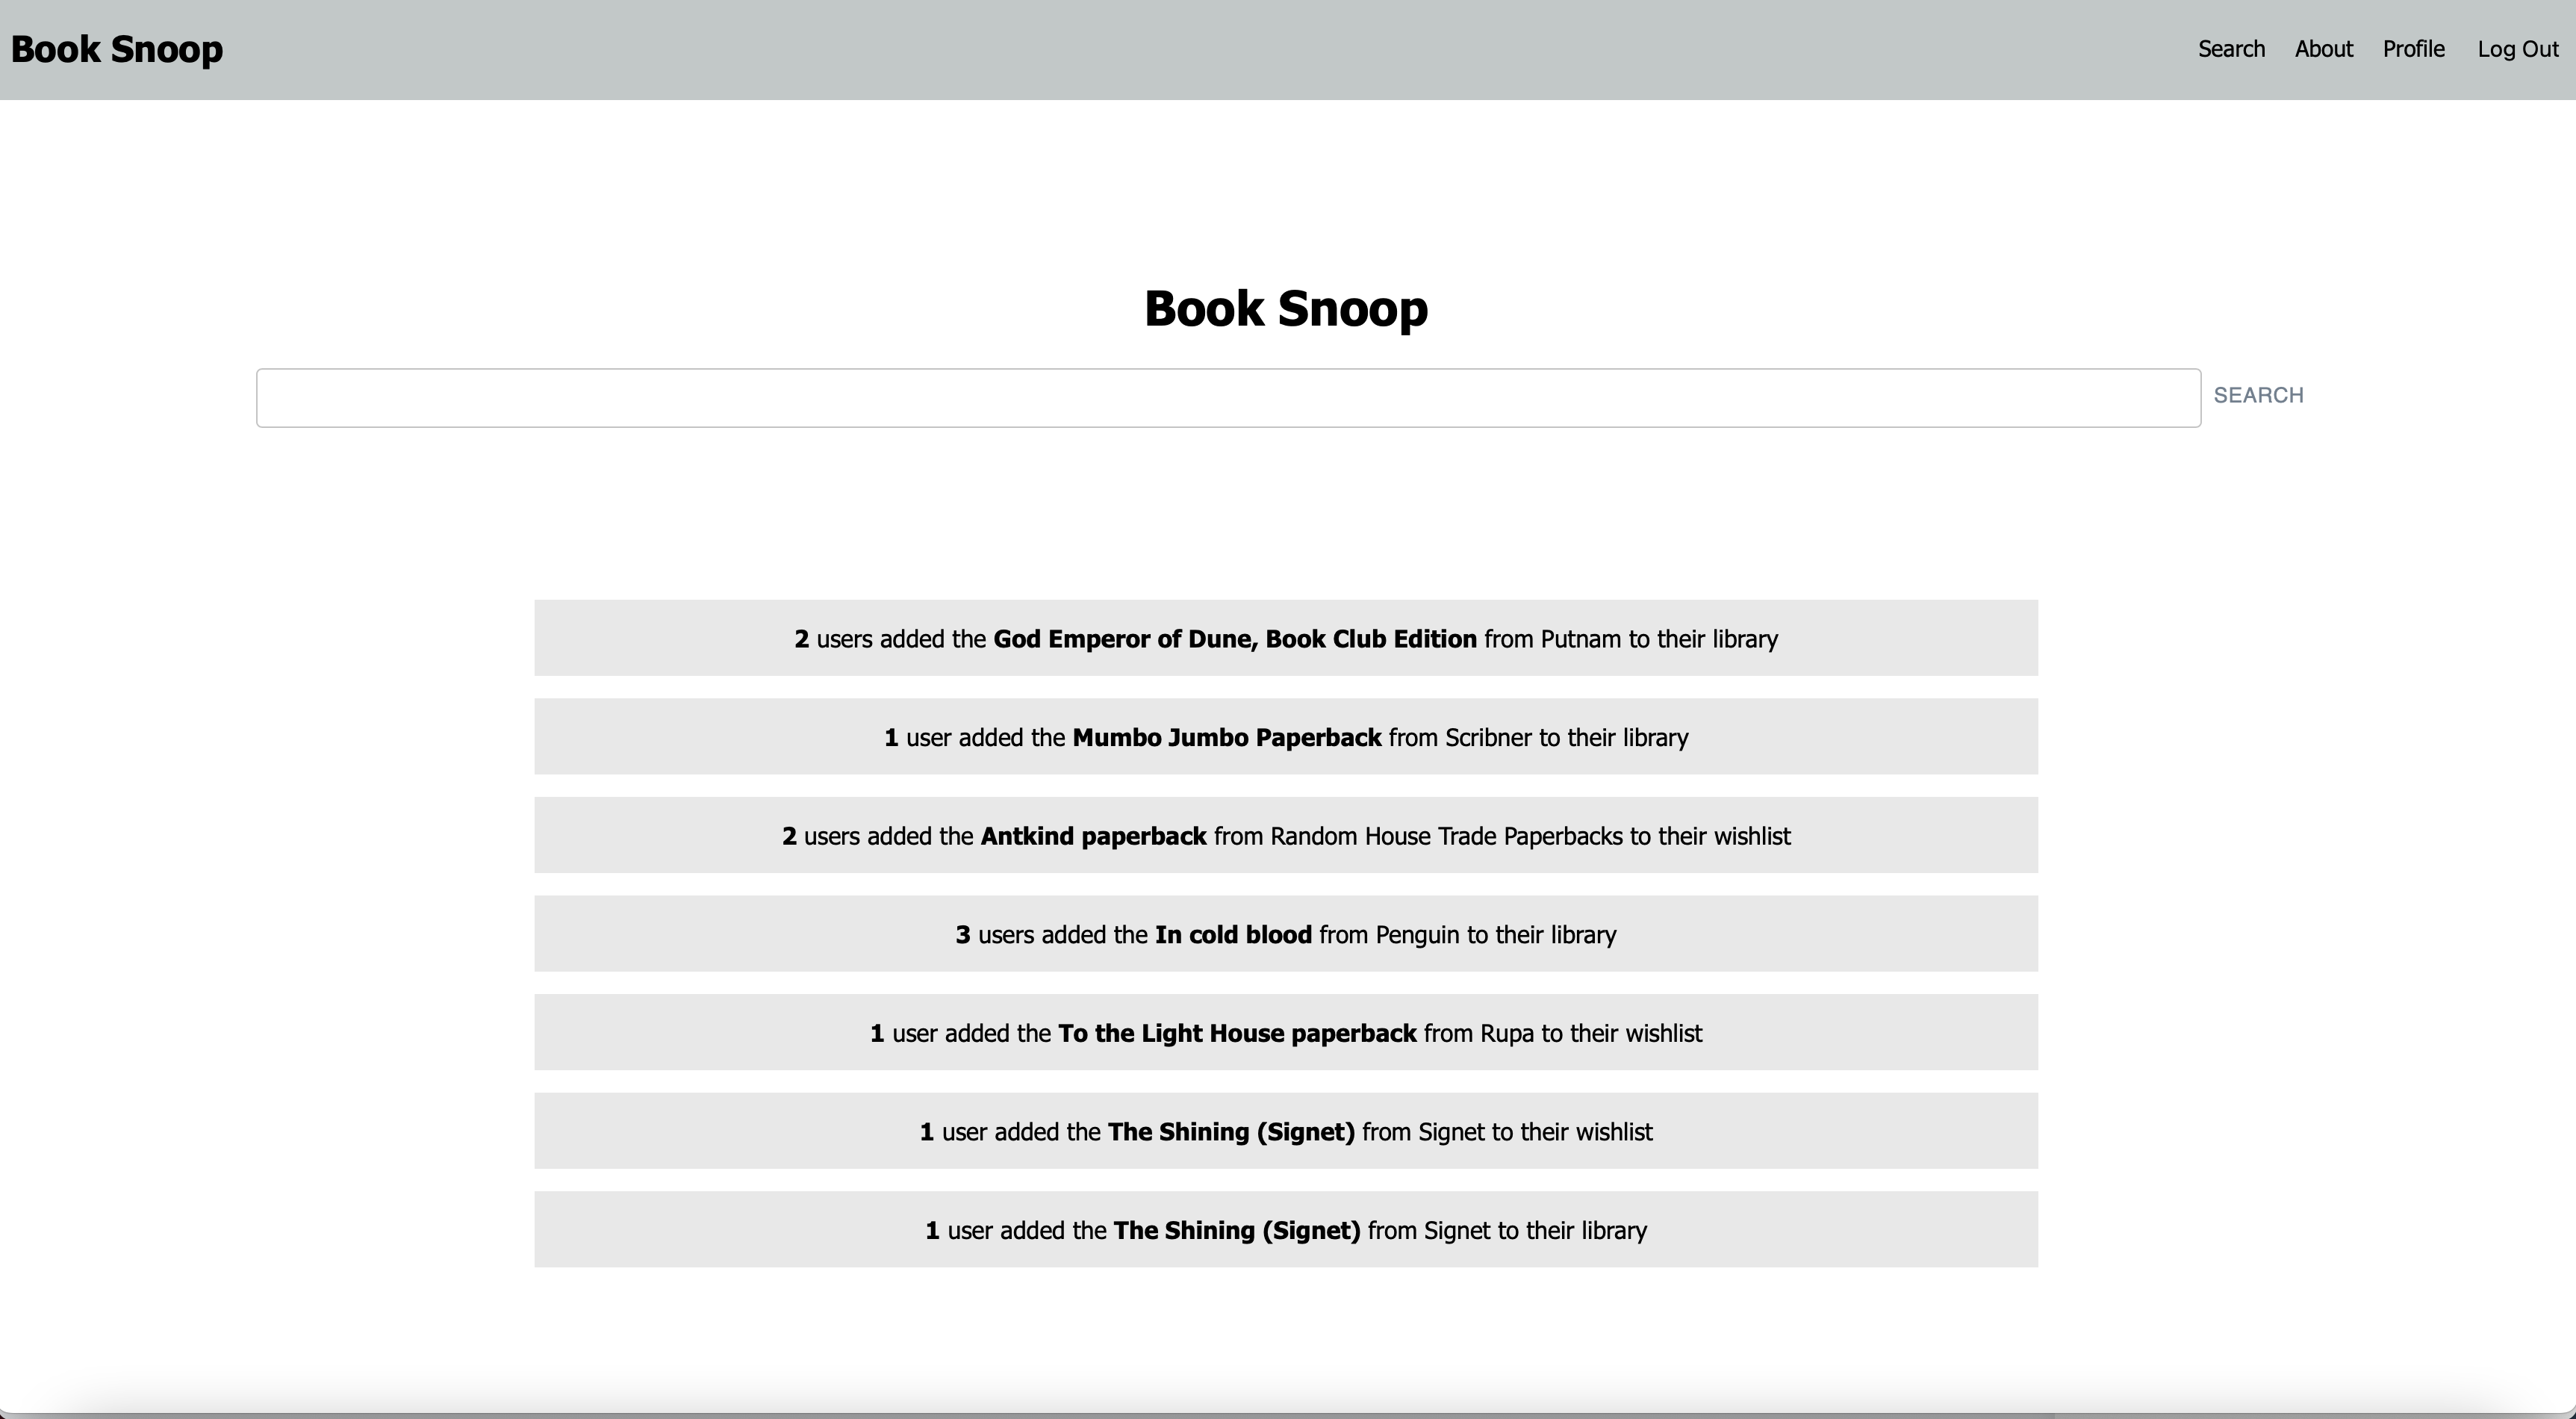 Book Snoop
Search About Profile Log Out
Book Snoop
SEARCH
2 users added the God Emperor of Dune, Book Club Edition from Putnam to their library
1 user added the Mumbo Jumbo Paperback from Scribner to their library
2 users added the Antkind paperback from Random House Trade Paperbacks to their wishlist
3 users added the In cold blood from Penguin to their library
1 user added the To the Light House paperback from Rupa to their wishlist
1 user added the The Shining (Signet) from Signet to their wishlist
1 user added the The Shining (Signet) from Signet to their library